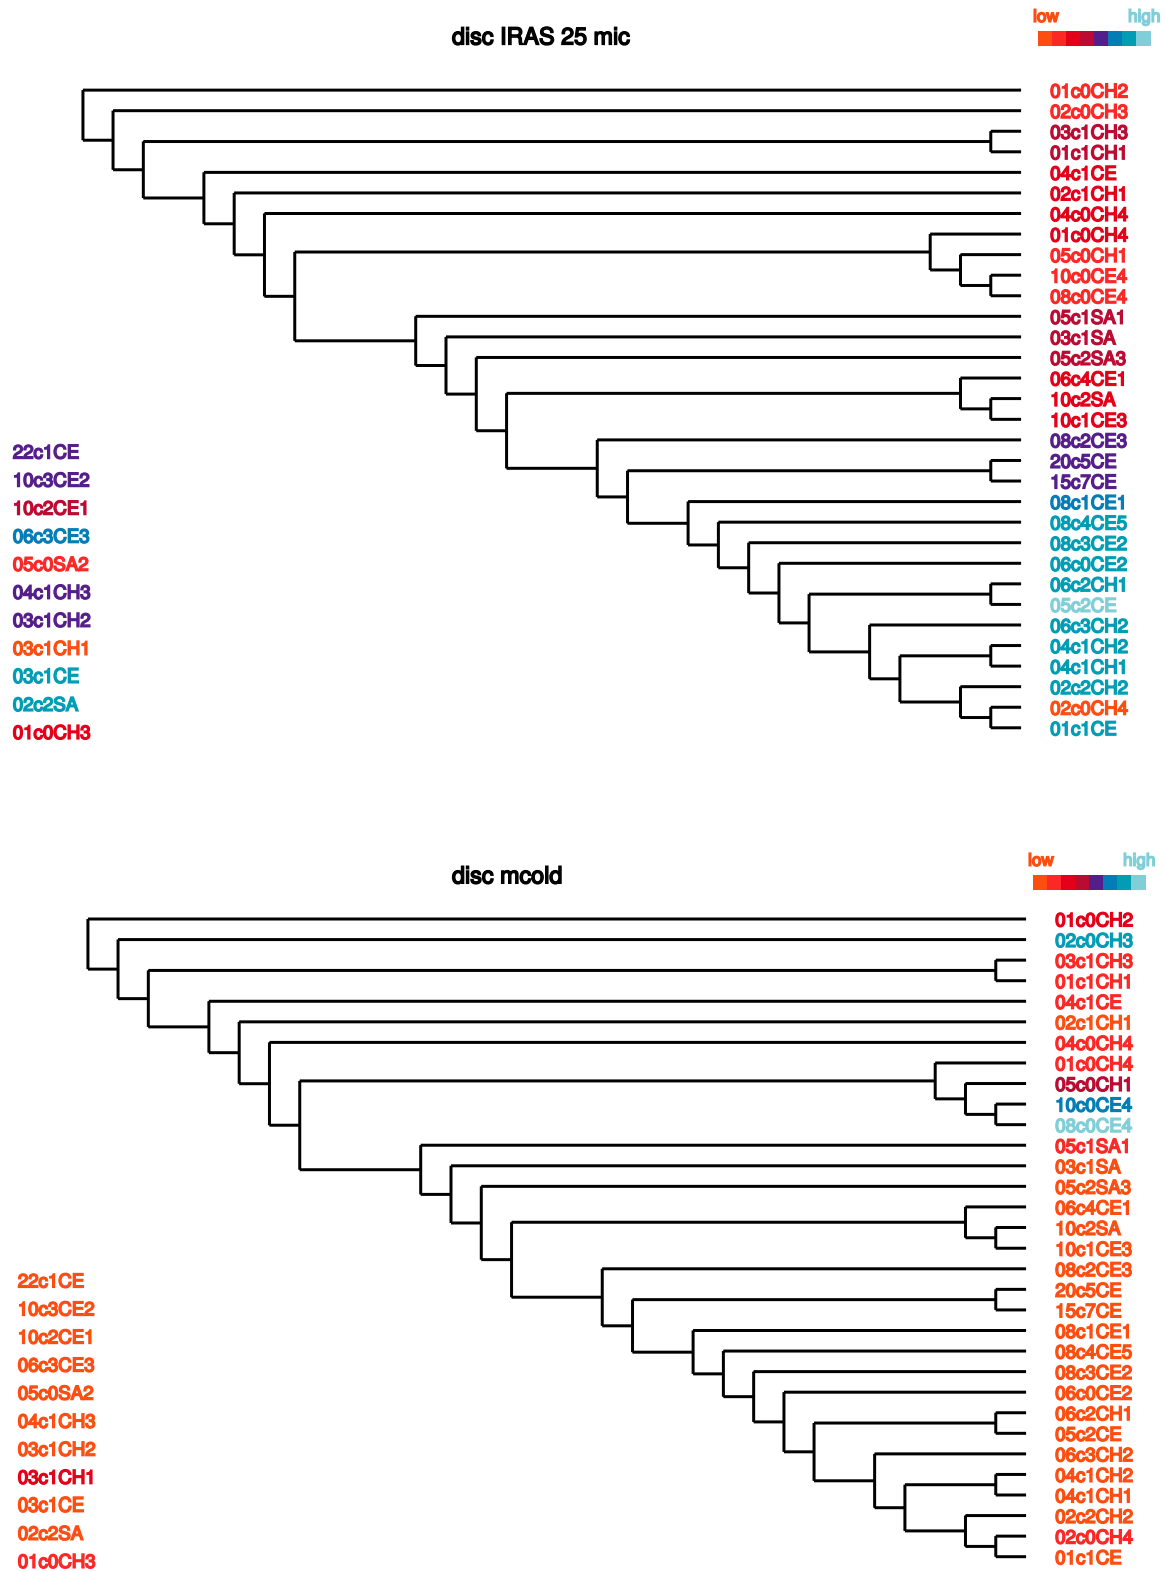 low high
disc IRAS 25 mic
01c0CH2
02c0CH3
03c1CH3
01c1CH1
04c1CE
02c1CH1
04c0CH4
01c0CH4
05c0CH1
10c0CE4
08c0CE4
05c1SA1
03c1SA
05c2SA3
06c4CE1
10c2SA
10c1CE3
08c2CE3
20c5CE
15c7CE
08c1CE1
08c4CE5
08c3CE2
06c0CE2
06c2CH1
05c2CE
06c3CH2
04c1CH2
04c1CH1
02c2CH2
02c0CH4
01c1CE
22c1CE
10c3CE2
10c2CE1
06c3CE3
05c0SA2
04c1CH3
03c1CH2
03c1CH1
03c1CE
02c2SA
01c0CH3
low high
disc mcold
01c0CH2
02c0CH3
03c1CH3
01c1CH1
04c1CE
02c1CH1
04c0CH4
01c0CH4
05c0CH1
10c0CE4
08c0CE4
05c1SA1
03c1SA
05c2SA3
06c4CE1
10c2SA
10c1CE3
08c2CE3
20c5CE
15c7CE
08c1CE1
08c4CE5
08c3CE2
06c0CE2
06c2CH1
05c2CE
06c3CH2
04c1CH2
04c1CH1
02c2CH2
02c0CH4
01c1CE
22c1CE
10c3CE2
10c2CE1
06c3CE3
05c0SA2
04c1CH3
03c1CH2
03c1CH1
03c1CE
02c2SA
01c0CH3